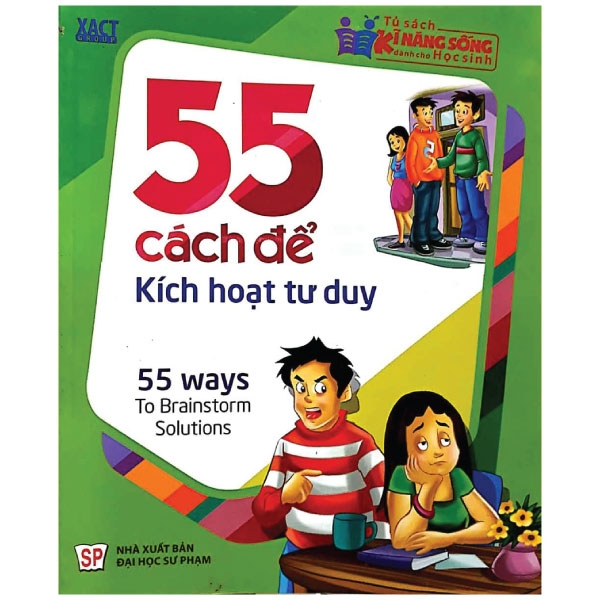 XACT
GROUP
Tủ sách
KĨ NĂNG SỐNG
dành cho Học sinh
55
cách để
Kích hoạt tư duy
55 ways
To Brainstorm
Solutions
SP
NHÀ XUẤT BẢN
ĐẠI HỌC SƯ PHẠM